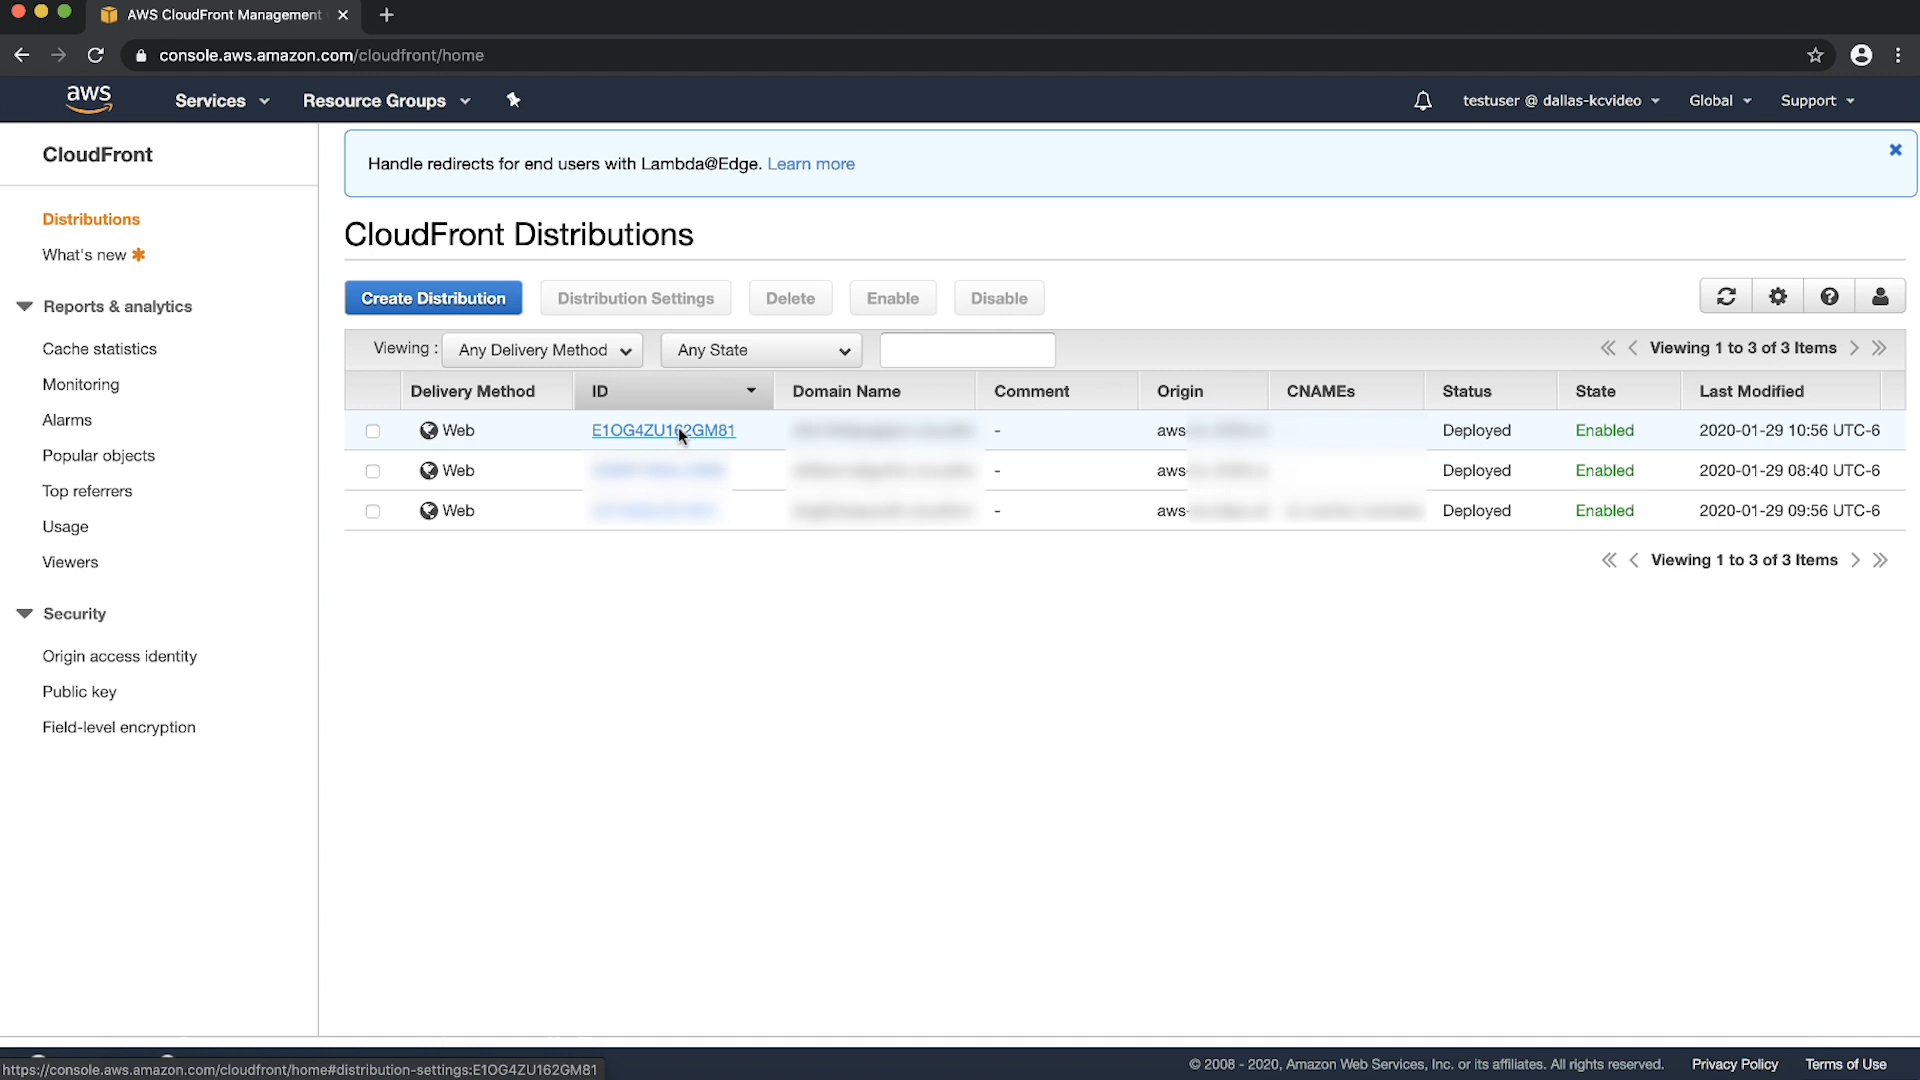 AWS CloudFront Management
console.aws.amazon.com/cloudfront/home
aws Services Resource Groups testuser @ dallas-kcvideo Global Support
CloudFront
Distributions
What's new
Reports & analytics
Cache statistics
Monitoring
Alarms
Popular objects
Top referrers
Usage
Viewers
Security
Origin access identity
Public key
Field-level encryption
Handle redirects for end users with Lambda@Edge. Learn more
CloudFront Distributions
Create Distribution Distribution Settings Delete Enable Disable
Viewing : Any Delivery Method Any State Viewing 1 to 3 of 3 Items
Delivery Method ID Domain Name Comment Origin CNAMEs Status State Last Modified
Web E1OG4ZU162GM81 - aws- Deployed Enabled 2020-01-29 10:56 UTC-6
Web - aws- Deployed Enabled 2020-01-29 08:40 UTC-6
Web - aws- Deployed Enabled 2020-01-29 09:56 UTC-6
Viewing 1 to 3 of 3 Items
https://console.aws.amazon.com/cloudfront/home#distribution-settings:E1OG4ZU162GM81
© 2008 - 2020, Amazon Web Services, Inc. or its affiliates. All rights reserved. Privacy Policy Terms of Use